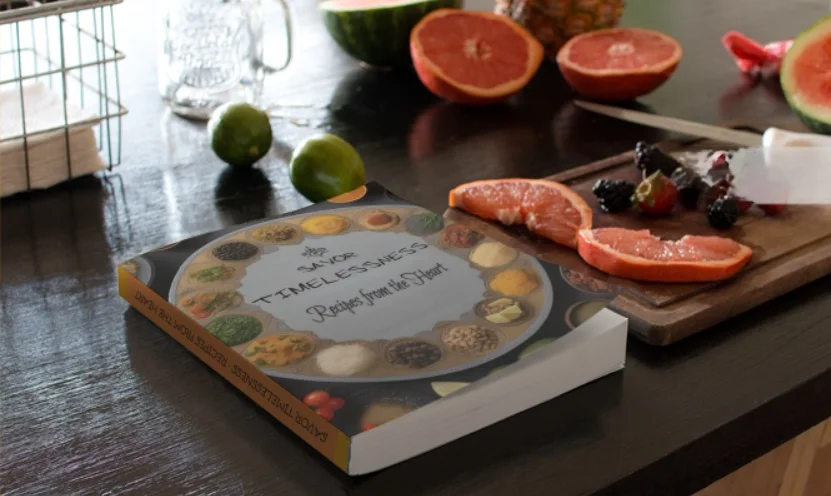 SAVOR
TIMELESSNESS
Recipes from the Heart
SAVOR TIMELESSNESS - RECIPES FROM THE HEART